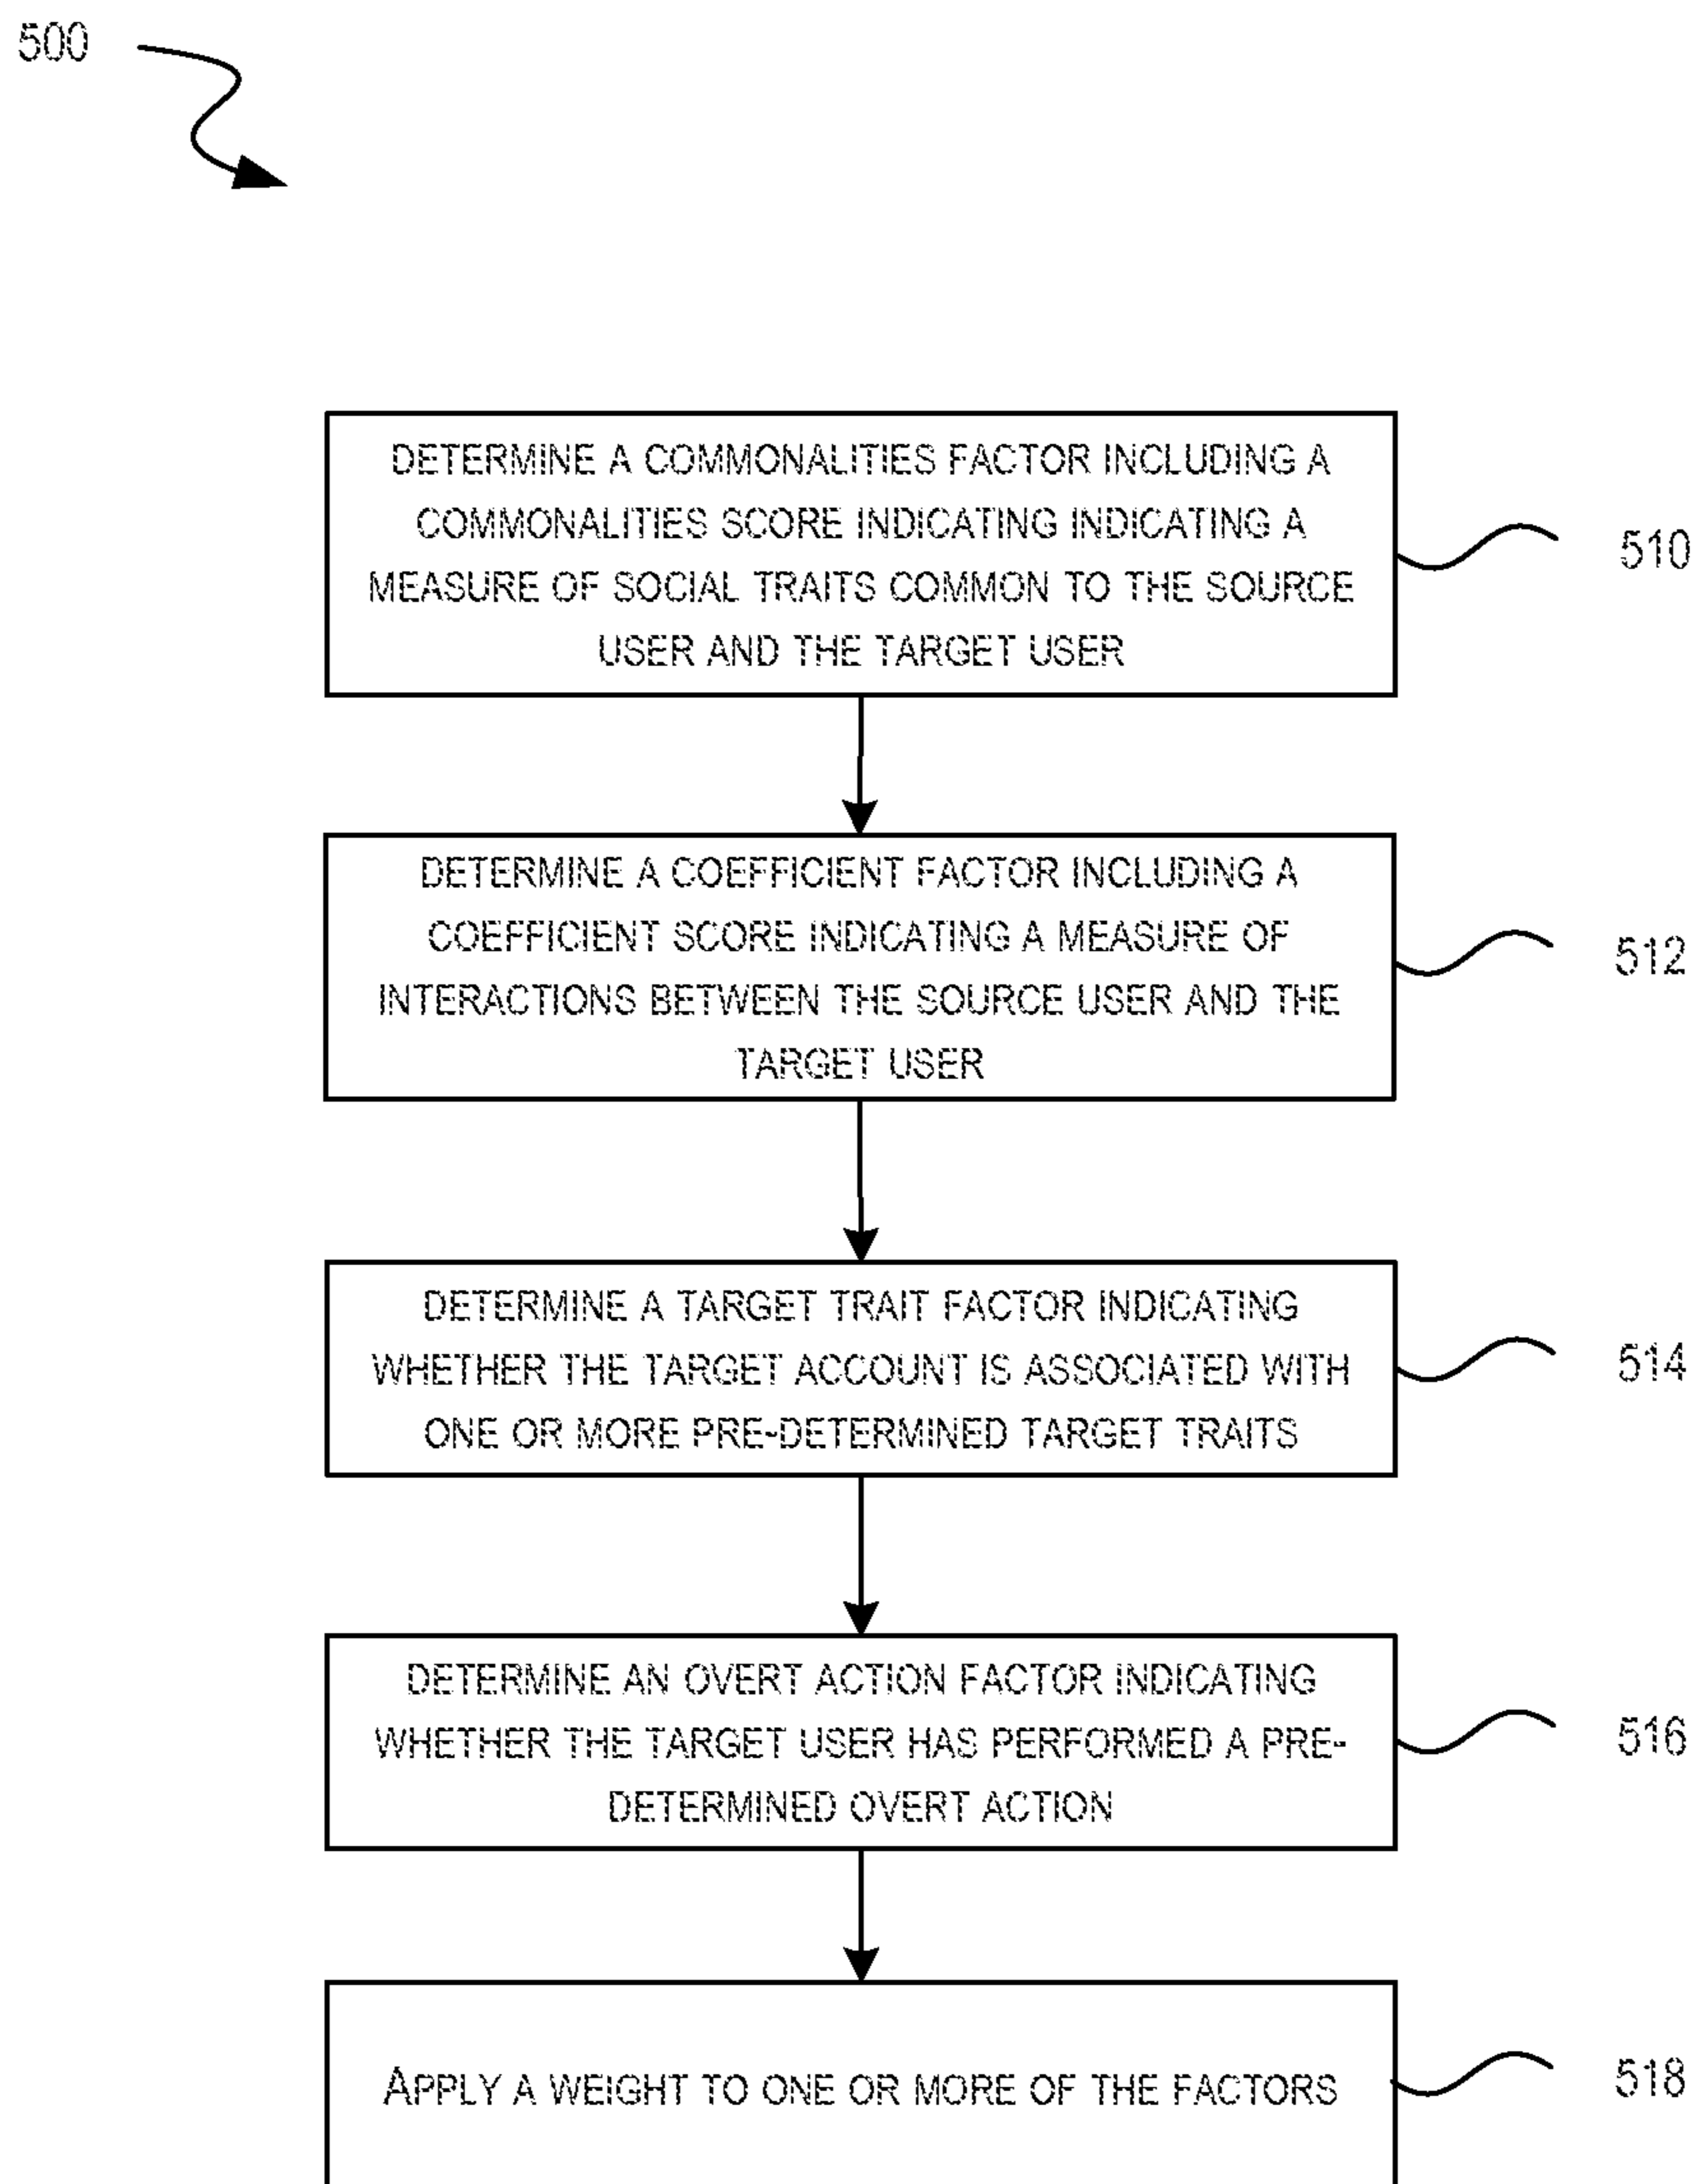 500
DETERMINE A COMMONALITIES FACTOR INCLUDING A
COMMONALITIES SCORE INDICATING INDICATING A
MEASURE OF SOCIAL TRAITS COMMON TO THE SOURCE
USER AND THE TARGET USER
510
DETERMINE A COEFFICIENT FACTOR INCLUDING A
COEFFICIENT SCORE INDICATING A MEASURE OF
INTERACTIONS BETWEEN THE SOURCE USER AND THE
TARGET USER
512
DETERMINE A TARGET TRAIT FACTOR INDICATING
WHETHER THE TARGET ACCOUNT IS ASSOCIATED WITH
ONE OR MORE PRE-DETERMINED TARGET TRAITS
514
DETERMINE AN OVERT ACTION FACTOR INDICATING
WHETHER THE TARGET USER HAS PERFORMED A PRE-
DETERMINED OVERT ACTION
516
APPLY A WEIGHT TO ONE OR MORE OF THE FACTORS
518